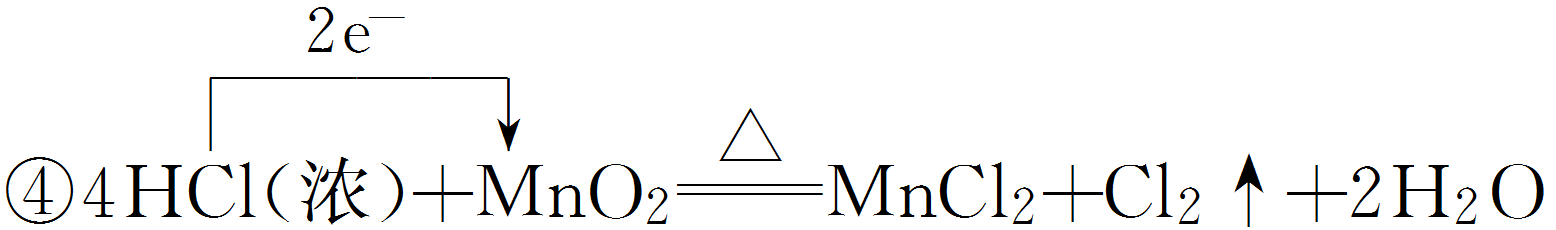 2e⁻
△
④4HCl(浓)+MnO₂══MnCl₂+Cl₂↑+2H₂O